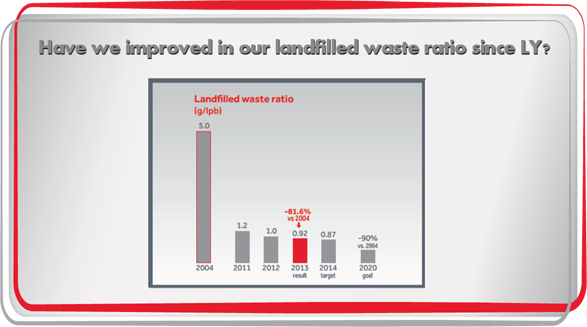 Have we improved in our landfilled waste ratio since LY?
Landfilled waste ratio
(g/lpb)
5.0
1.2
1.0
-81.6%
vs 2004
0.92
0.87
-90%
vs. 2004
2004
2011
2012
2013
result
2014
target
2020
goal